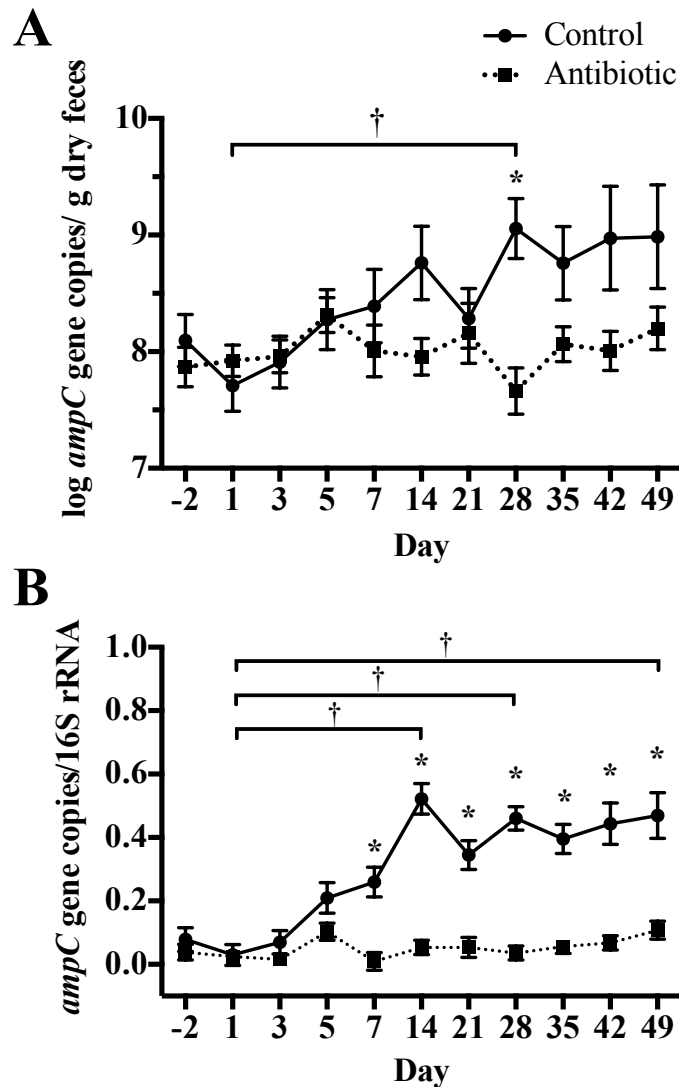 A
Control
Antibiotic
log ampC gene copies/ g dry feces
†
*
10
9
8
7
-2 1 3 5 7 14 21 28 35 42 49
Day
B
ampC gene copies/16S rRNA
1.0
0.8
0.6
0.4
0.2
0.0
†
†
†
* * * * * * *
-2 1 3 5 7 14 21 28 35 42 49
Day